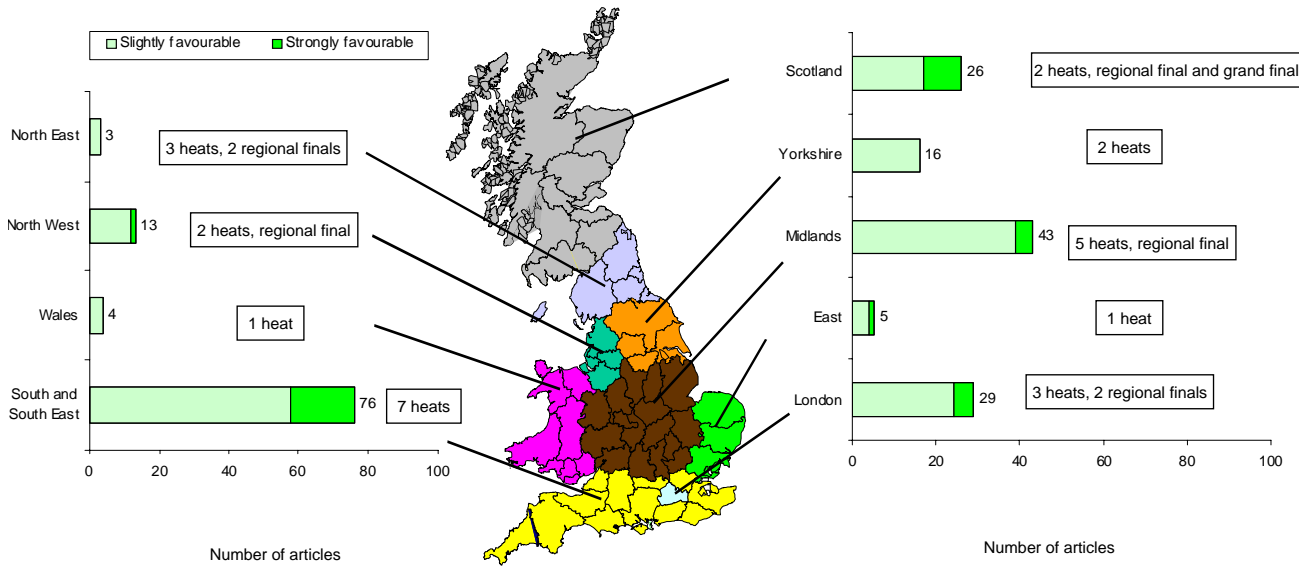 Slightly favourable
Strongly favourable
North East
3
3 heats, 2 regional finals
North West
13
2 heats, regional final
Wales
4
1 heat
South and
South East
76
7 heats
0 20 40 60 80 100
Number of articles
Scotland
26
2 heats, regional final and grand final
Yorkshire
16
2 heats
Midlands
43
5 heats, regional final
East
5
1 heat
London
29
3 heats, 2 regional finals
0 20 40 60 80 100
Number of articles